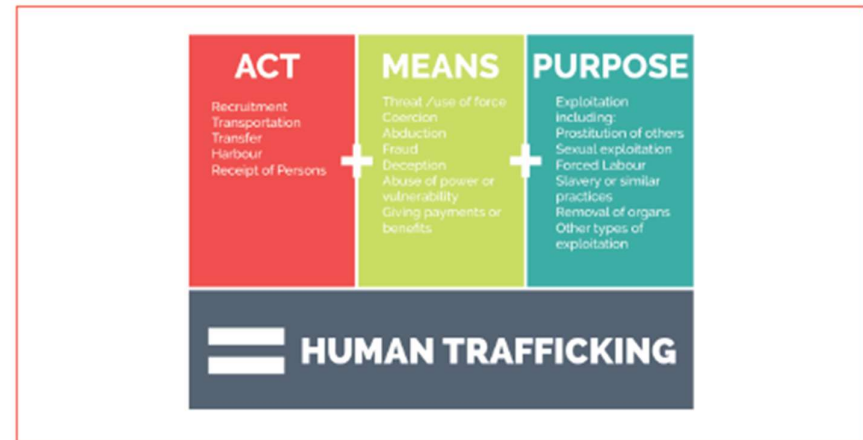 ACT
Recruitment
Transportation
Transfer
Harbour
Receipt of Persons
+
MEANS
Threat /use of force
Coercion
Abduction
Fraud
Deception
Abuse of power or
vulnerability
Giving payments or
benefits
+
PURPOSE
Exploitation
including:
Prostitution of others
Sexual exploitation
Forced Labour
Slavery or similar
practices
Removal of organs
Other types of
exploitation
= HUMAN TRAFFICKING